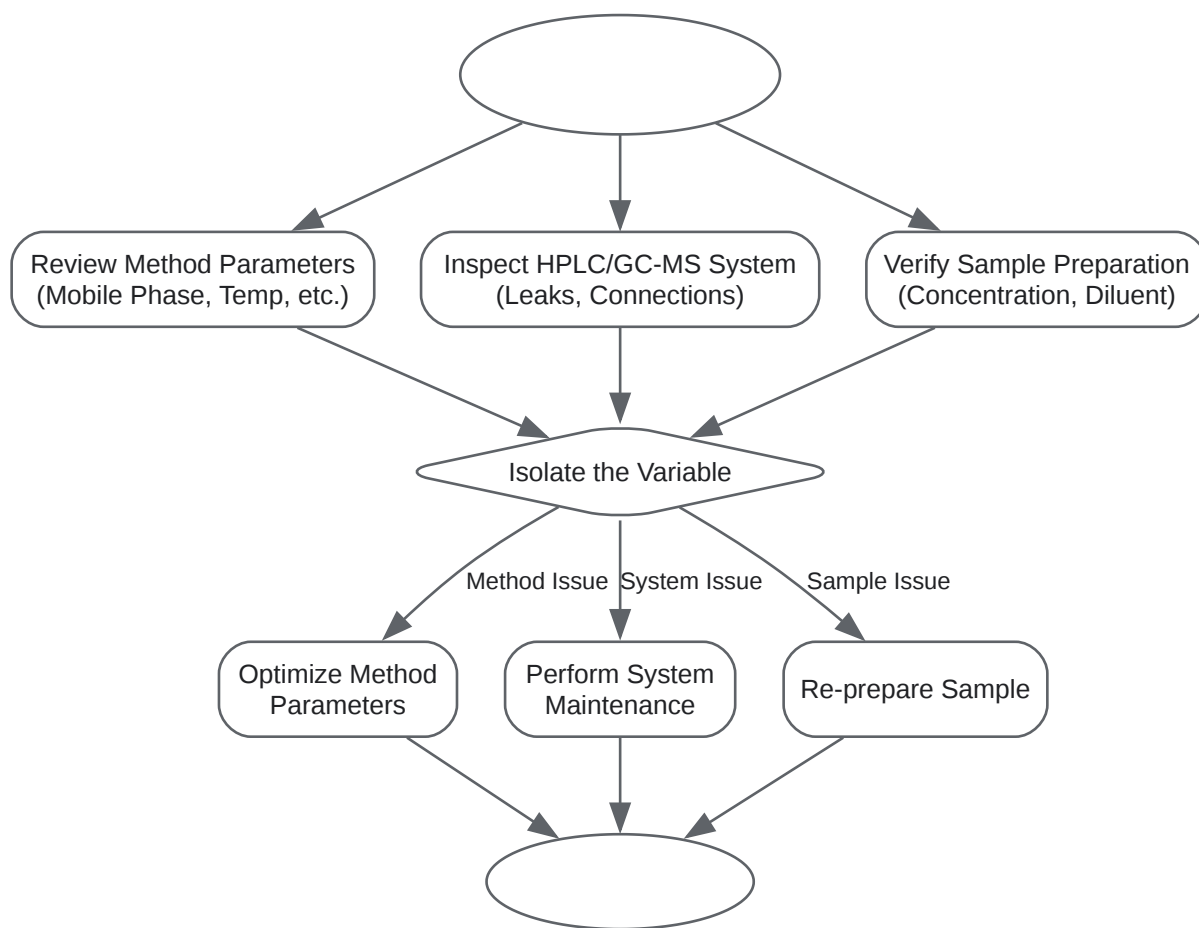 Review Method Parameters
(Mobile Phase, Temp, etc.)
Inspect HPLC/GC-MS System
(Leaks, Connections)
Verify Sample Preparation
(Concentration, Diluent)
Isolate the Variable
Method Issue
System Issue
Sample Issue
Optimize Method
Parameters
Perform System
Maintenance
Re-prepare Sample